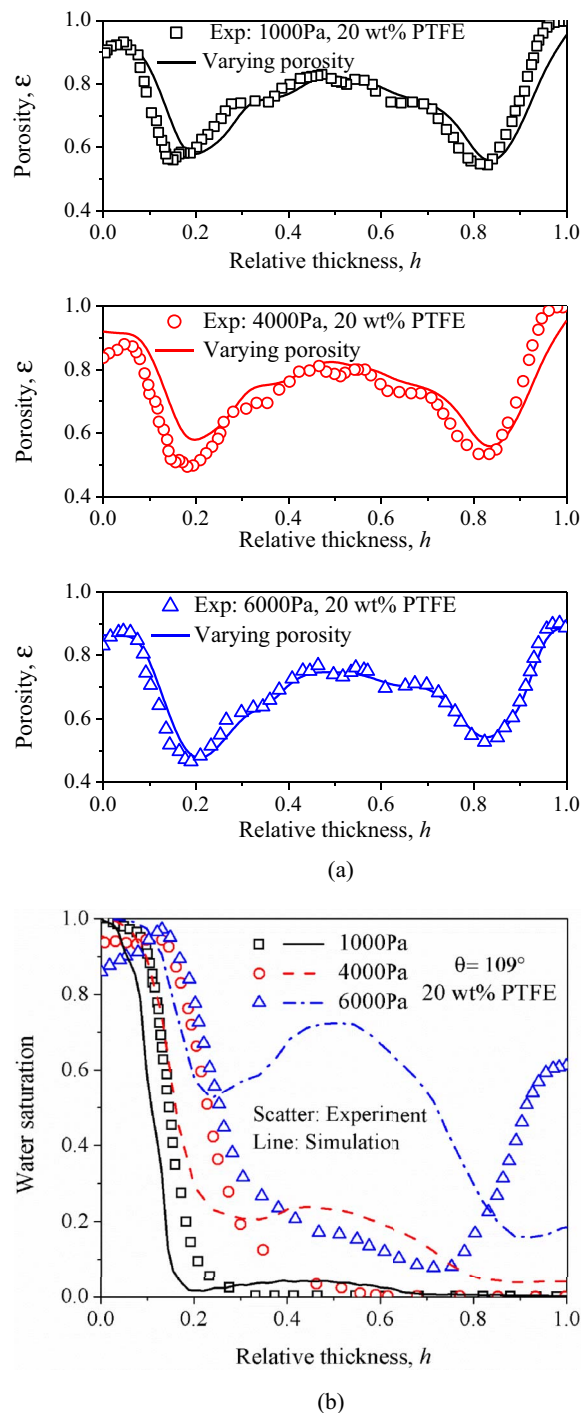 1.0
0.8
0.6
0.4
Porosity, ε
Exp: 1000Pa, 20 wt% PTFE
Varying porosity
0.0 0.2 0.4 0.6 0.8 1.0
Relative thickness, h
1.0
0.8
0.6
0.4
Porosity, ε
Exp: 4000Pa, 20 wt% PTFE
Varying porosity
0.0 0.2 0.4 0.6 0.8 1.0
Relative thickness, h
1.0
0.8
0.6
0.4
Porosity, ε
Exp: 6000Pa, 20 wt% PTFE
Varying porosity
0.0 0.2 0.4 0.6 0.8 1.0
Relative thickness, h
(a)
1.0
0.8
0.6
0.4
0.2
0.0
Water saturation
1000Pa
4000Pa
6000Pa
θ= 109°
20 wt% PTFE
Scatter: Experiment
Line: Simulation
0.0 0.2 0.4 0.6 0.8 1.0
Relative thickness, h
(b)